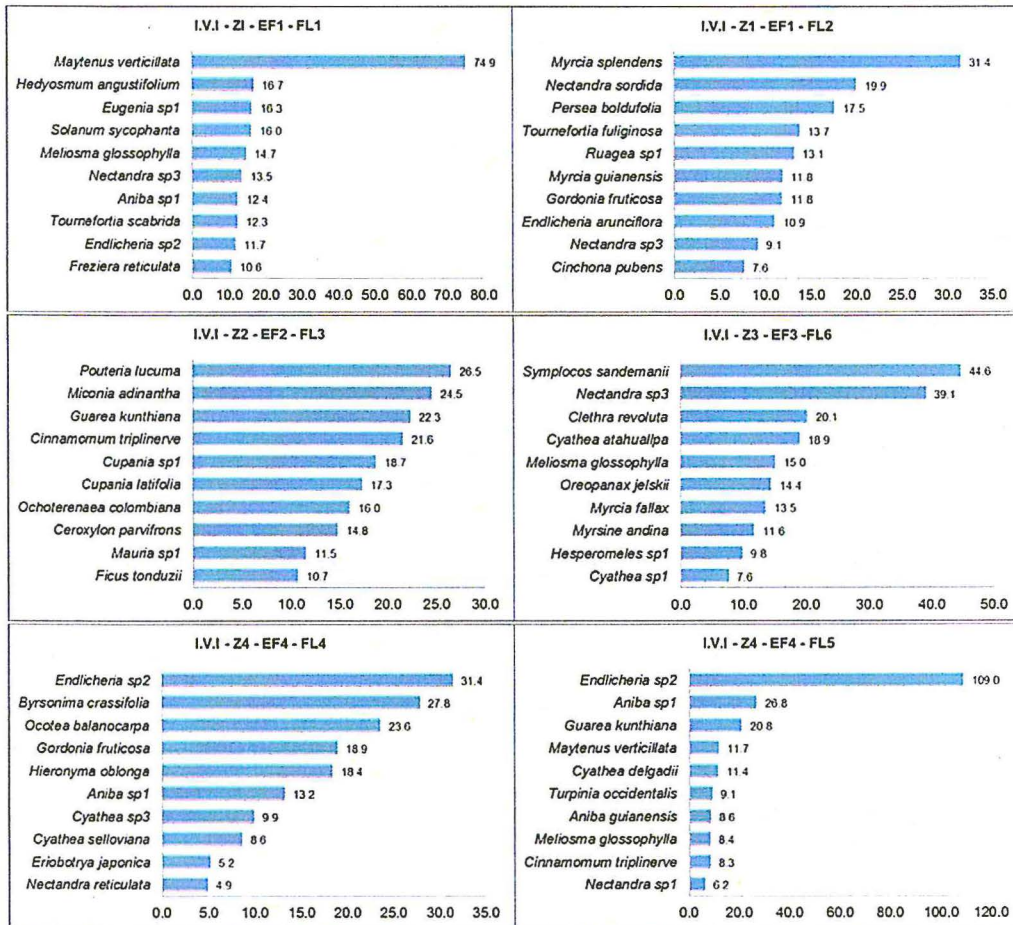 I.V.I - ZI - EF1 - FL1
Maytenus verticillata 74.9
Hedyosmum angustifolium 16.7
Eugenia sp1 16.3
Solanum sycophanta 16.0
Meliosma glossophylla 14.7
Nectandra sp3 13.5
Aniba sp1 12.4
Tournefortia scabrida 12.3
Endlicheria sp2 11.7
Freziera reticulata 10.6
0.0 10.0 20.0 30.0 40.0 50.0 60.0 70.0 80.0
I.V.I - Z1 - EF1 - FL2
Myrcia splendens 31.4
Nectandra sordida 19.9
Persea boldufolia 17.5
Tournefortia fuliginosa 13.7
Ruagea sp1 13.1
Myrcia guianensis 11.8
Gordonia fruticosa 11.8
Endlicheria arunciflora 10.9
Nectandra sp3 9.1
Cinchona pubens 7.6
0.0 5.0 10.0 15.0 20.0 25.0 30.0 35.0
I.V.I - Z2 - EF2 - FL3
Pouteria lucuma 26.5
Miconia adinantha 24.5
Guarea kunthiana 22.3
Cinnamomum triplinerve 21.6
Cupania sp1 18.7
Cupania latifolia 17.3
Ochoterenaea colombiana 16.0
Ceroxylon parvifrons 14.8
Mauria sp1 11.5
Ficus tonduzii 10.7
0.0 5.0 10.0 15.0 20.0 25.0 30.0
I.V.I - Z3 - EF3 -FL6
Symplocos sandemanii 44.6
Nectandra sp3 39.1
Clethra revoluta 20.1
Cyathea atahuallpa 18.9
Meliosma glossophylla 15.0
Oreopanax jelskii 14.4
Myrcia fallax 13.5
Myrsine andina 11.6
Hesperomeles sp1 9.8
Cyathea sp1 7.6
0.0 10.0 20.0 30.0 40.0 50.0
I.V.I - Z4 - EF4 - FL4
Endlicheria sp2 31.4
Byrsonima crassifolia 27.8
Ocotea balanocarpa 23.6
Gordonia fruticosa 18.9
Hieronyma oblonga 18.4
Aniba sp1 13.2
Cyathea sp3 9.9
Cyathea selloviana 8.6
Eriobotrya japonica 5.2
Nectandra reticulata 4.9
0.0 5.0 10.0 15.0 20.0 25.0 30.0 35.0
I.V.I - Z4 - EF4 - FL5
Endlicheria sp2 109.0
Aniba sp1 26.8
Guarea kunthiana 20.8
Maytenus verticillata 11.7
Cyathea delgadii 11.4
Turpinia occidentalis 9.1
Aniba guianensis 8.6
Meliosma glossophylla 8.4
Cinnamomum triplinerve 8.3
Nectandra sp1 6.2
0.0 20.0 40.0 60.0 80.0 100.0 120.0